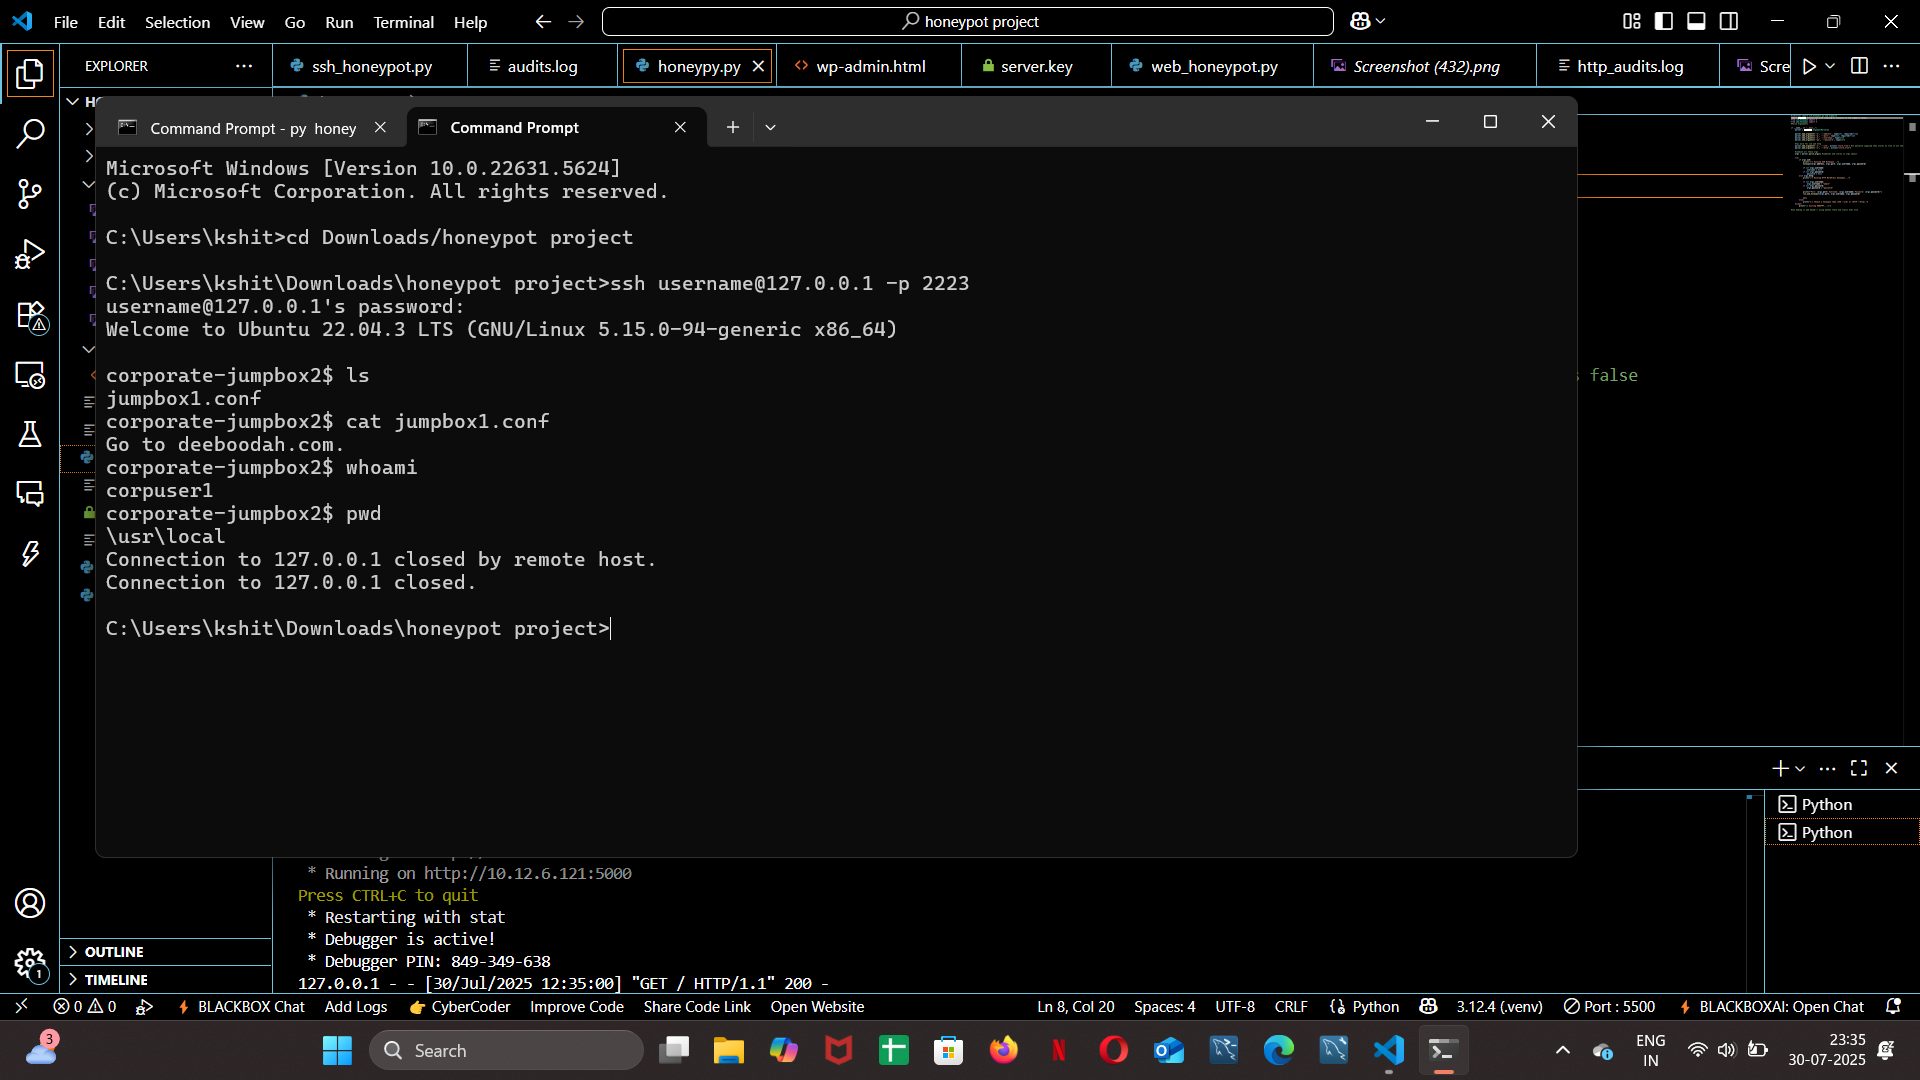 File Edit Selection View Go Run Terminal Help
honeypot project
EXPLORER
ssh_honeypot.py
audits.log
honeypy.py
wp-admin.html
server.key
web_honeypot.py
Screenshot (432).png
http_audits.log
Scre
Command Prompt - py honey
Command Prompt
Microsoft Windows [Version 10.0.22631.5624]
(c) Microsoft Corporation. All rights reserved.
C:\Users\kshit>cd Downloads/honeypot project
C:\Users\kshit\Downloads\honeypot project>ssh username@127.0.0.1 -p 2223
username@127.0.0.1's password:
Welcome to Ubuntu 22.04.3 LTS (GNU/Linux 5.15.0-94-generic x86_64)
corporate-jumpbox2$ ls
jumpbox1.conf
false
corporate-jumpbox2$ cat jumpbox1.conf
Go to deeboodah.com.
corporate-jumpbox2$ whoami
corpuser1
corporate-jumpbox2$ pwd
\usr\local
Connection to 127.0.0.1 closed by remote host.
Connection to 127.0.0.1 closed.
C:\Users\kshit\Downloads\honeypot project>
Python
Python
* Running on http://10.12.6.121:5000
Press CTRL+C to quit
* Restarting with stat
* Debugger is active!
* Debugger PIN: 849-349-638
127.0.0.1 - - [30/Jul/2025 12:35:00] "GET / HTTP/1.1" 200 -
OUTLINE
TIMELINE
1
0 0 BLACKBOX Chat Add Logs CyberCoder Improve Code Share Code Link Open Website Ln 8, Col 20 Spaces: 4 UTF-8 CRLF Python 3.12.4 (.venv) Port : 5500 BLACKBOXAI: Open Chat
3
Search
ENG
IN
23:35
30-07-2025